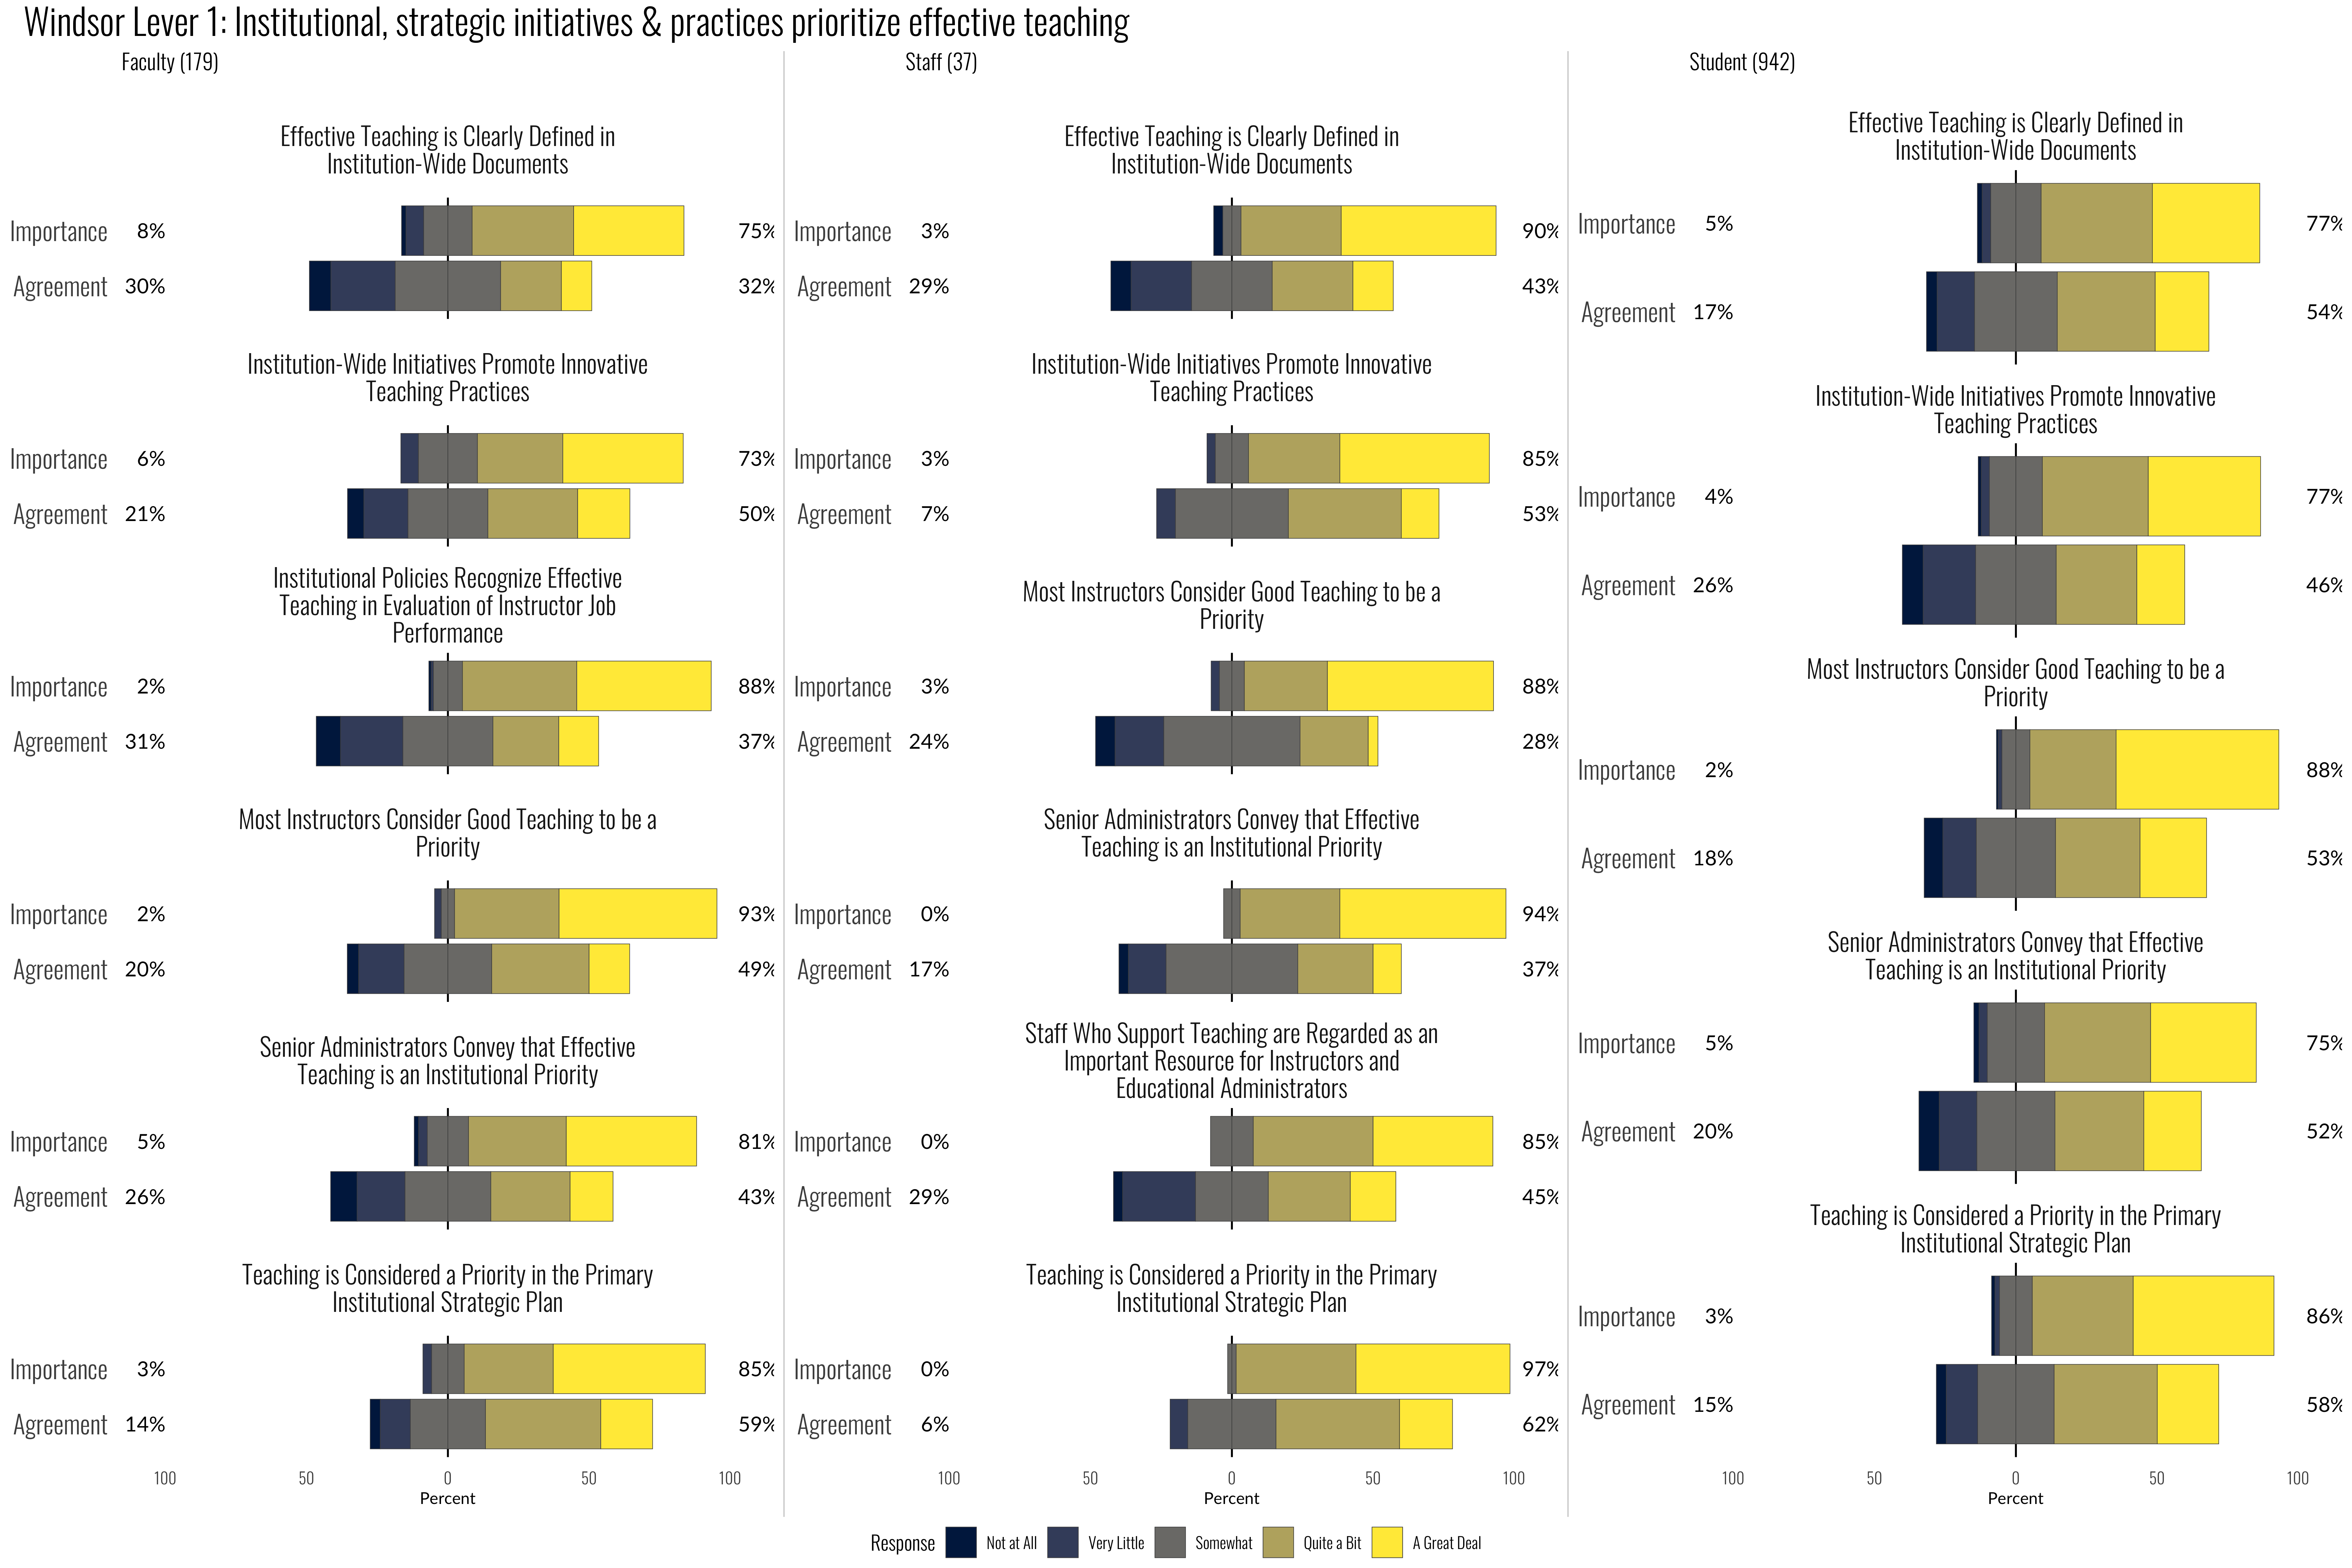 Windsor Lever 1: Institutional, strategic initiatives & practices prioritize effective teaching
Faculty (179)
Effective Teaching is Clearly Defined in
Institution-Wide Documents
Importance 8% 75%
Agreement 30% 32%
Institution-Wide Initiatives Promote Innovative
Teaching Practices
Importance 6% 73%
Agreement 21% 50%
Institutional Policies Recognize Effective
Teaching in Evaluation of Instructor Job
Performance
Importance 2% 88%
Agreement 31% 37%
Most Instructors Consider Good Teaching to be a
Priority
Importance 2% 93%
Agreement 20% 49%
Senior Administrators Convey that Effective
Teaching is an Institutional Priority
Importance 5% 81%
Agreement 26% 43%
Teaching is Considered a Priority in the Primary
Institutional Strategic Plan
Importance 3% 85%
Agreement 14% 59%
100 50 0 50 100
Percent
Staff (37)
Effective Teaching is Clearly Defined in
Institution-Wide Documents
Importance 3% 90%
Agreement 29% 43%
Institution-Wide Initiatives Promote Innovative
Teaching Practices
Importance 3% 85%
Agreement 7% 53%
Most Instructors Consider Good Teaching to be a
Priority
Importance 3% 88%
Agreement 24% 28%
Senior Administrators Convey that Effective
Teaching is an Institutional Priority
Importance 0% 94%
Agreement 17% 37%
Staff Who Support Teaching are Regarded as an
Important Resource for Instructors and
Educational Administrators
Importance 0% 85%
Agreement 29% 45%
Teaching is Considered a Priority in the Primary
Institutional Strategic Plan
Importance 0% 97%
Agreement 6% 62%
100 50 0 50 100
Percent
Student (942)
Effective Teaching is Clearly Defined in
Institution-Wide Documents
Importance 5% 77%
Agreement 17% 54%
Institution-Wide Initiatives Promote Innovative
Teaching Practices
Importance 4% 77%
Agreement 26% 46%
Most Instructors Consider Good Teaching to be a
Priority
Importance 2% 88%
Agreement 18% 53%
Senior Administrators Convey that Effective
Teaching is an Institutional Priority
Importance 5% 75%
Agreement 20% 52%
Teaching is Considered a Priority in the Primary
Institutional Strategic Plan
Importance 3% 86%
Agreement 15% 58%
100 50 0 50 100
Percent
Response Not at All Very Little Somewhat Quite a Bit A Great Deal